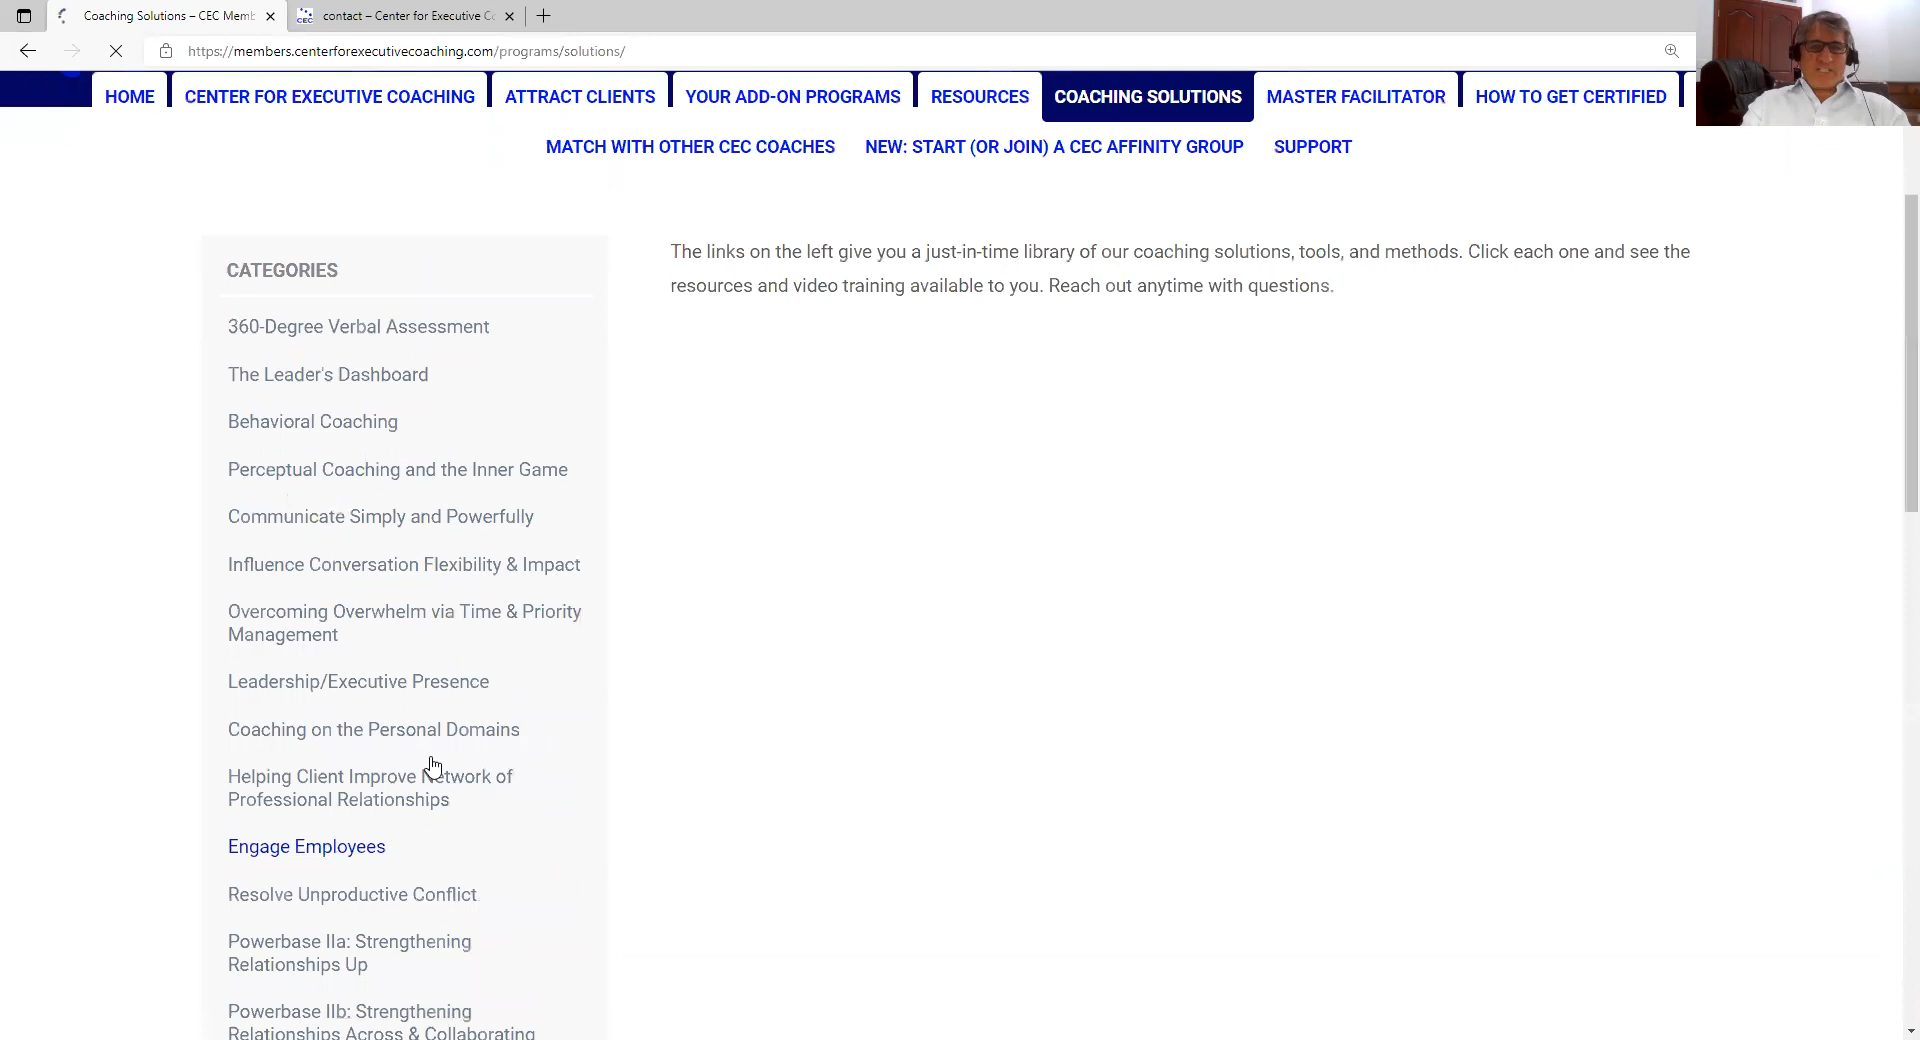 Coaching Solutions – CEC Memb
contact – Center for Executive C
https://members.centerforexecutivecoaching.com/programs/solutions/
HOME
CENTER FOR EXECUTIVE COACHING
ATTRACT CLIENTS
YOUR ADD-ON PROGRAMS
RESOURCES
COACHING SOLUTIONS
MASTER FACILITATOR
HOW TO GET CERTIFIED
MATCH WITH OTHER CEC COACHES
NEW: START (OR JOIN) A CEC AFFINITY GROUP
SUPPORT
CATEGORIES
360-Degree Verbal Assessment
The Leader's Dashboard
Behavioral Coaching
Perceptual Coaching and the Inner Game
Communicate Simply and Powerfully
Influence Conversation Flexibility & Impact
Overcoming Overwhelm via Time & Priority
Management
Leadership/Executive Presence
Coaching on the Personal Domains
Helping Client Improve Network of
Professional Relationships
Engage Employees
Resolve Unproductive Conflict
Powerbase IIa: Strengthening
Relationships Up
Powerbase IIb: Strengthening
Relationships Across & Collaborating
The links on the left give you a just-in-time library of our coaching solutions, tools, and methods. Click each one and see the
resources and video training available to you. Reach out anytime with questions.